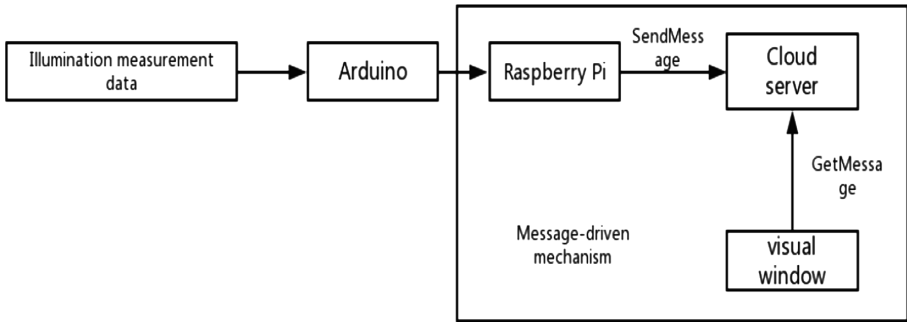 Illumination measurement
data
Arduino
Raspberry Pi
SendMess
age
Cloud
server
GetMessa
ge
Message-driven
mechanism
visual
window